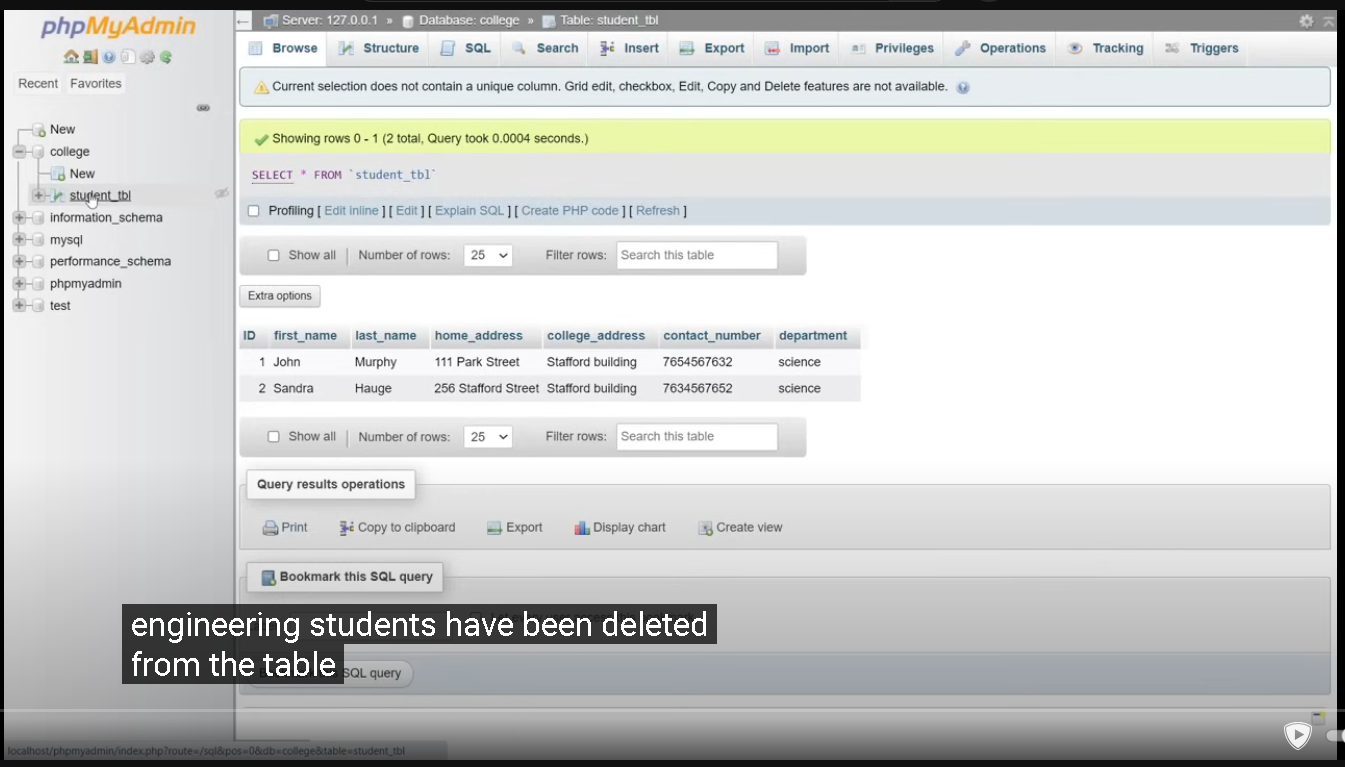 phpMyAdmin
Recent Favorites
New
college
New
student_tbl
information_schema
mysql
performance_schema
phpmyadmin
test
Server: 127.0.0.1 » Database: college » Table: student_tbl
Browse Structure SQL Search Insert Export Import Privileges Operations Tracking Triggers
Current selection does not contain a unique column. Grid edit, checkbox, Edit, Copy and Delete features are not available.
Showing rows 0 - 1 (2 total, Query took 0.0004 seconds.)
SELECT * FROM `student_tbl`
Profiling [ Edit inline ] [ Edit ] [ Explain SQL ] [ Create PHP code ] [ Refresh ]
Show all | Number of rows: 25 Filter rows: Search this table
Extra options
ID first_name last_name home_address college_address contact_number department
1 John Murphy 111 Park Street Stafford building 7654567632 science
2 Sandra Hauge 256 Stafford Street Stafford building 7634567652 science
Show all | Number of rows: 25 Filter rows: Search this table
Query results operations
Print Copy to clipboard Export Display chart Create view
Bookmark this SQL query
engineering students have been deleted
from the table
SQL query
localhost/phpmyadmin/index.php?route=/sql&pos=0&db=college&table=student_tbl